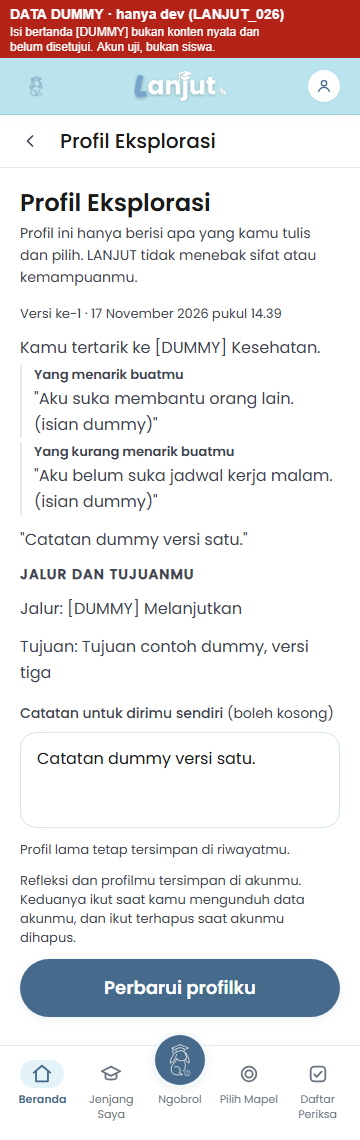 DATA DUMMY · hanya dev (LANJUT_026)
Isi bertanda [DUMMY] bukan konten nyata dan
belum disetujui. Akun uji, bukan siswa.
Lanjut
Profil Eksplorasi
Profil Eksplorasi
Profil ini hanya berisi apa yang kamu tulis
dan pilih. LANJUT tidak menebak sifat atau
kemampuanmu.
Versi ke-1 · 17 November 2026 pukul 14.39
Kamu tertarik ke [DUMMY] Kesehatan.
Yang menarik buatmu
"Aku suka membantu orang lain.
(isian dummy)"
Yang kurang menarik buatmu
"Aku belum suka jadwal kerja malam.
(isian dummy)"
"Catatan dummy versi satu."
JALUR DAN TUJUANMU
Jalur: [DUMMY] Melanjutkan
Tujuan: Tujuan contoh dummy, versi
tiga
Catatan untuk dirimu sendiri (boleh kosong)
Catatan dummy versi satu.
Profil lama tetap tersimpan di riwayatmu.
Refleksi dan profilmu tersimpan di akunmu.
Keduanya ikut saat kamu mengunduh data
akunmu, dan ikut terhapus saat akunmu
dihapus.
Perbarui profilku
Beranda
Jenjang
Saya
Ngobrol
Pilih Mapel
Daftar
Periksa